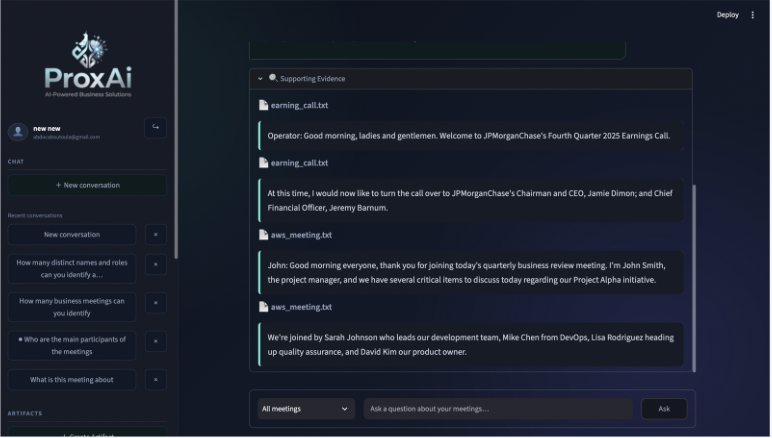 Deploy
ProxAi
AI-Powered Business Solutions
new new
CHAT
+ New conversation
Recent conversations
New conversation ×
How many distinct names and roles
can you identify a... ×
How many business meetings can
you identify ×
Who are the main participants of
the meetings ×
What is this meeting about ×
ARTIFACTS
Supporting Evidence
earning_call.txt
Operator: Good morning, ladies and gentlemen. Welcome to JPMorganChase's Fourth Quarter 2025 Earnings Call.
earning_call.txt
At this time, I would now like to turn the call over to JPMorganChase's Chairman and CEO, Jamie Dimon; and Chief
Financial Officer, Jeremy Barnum.
aws_meeting.txt
John: Good morning everyone, thank you for joining today's quarterly business review meeting. I'm John Smith,
the project manager, and we have several critical items to discuss today regarding our Project Alpha initiative.
aws_meeting.txt
We're joined by Sarah Johnson who leads our development team, Mike Chen from DevOps, Lisa Rodriguez heading
up quality assurance, and David Kim our product owner.
All meetings
Ask a question about your meetings...
Ask